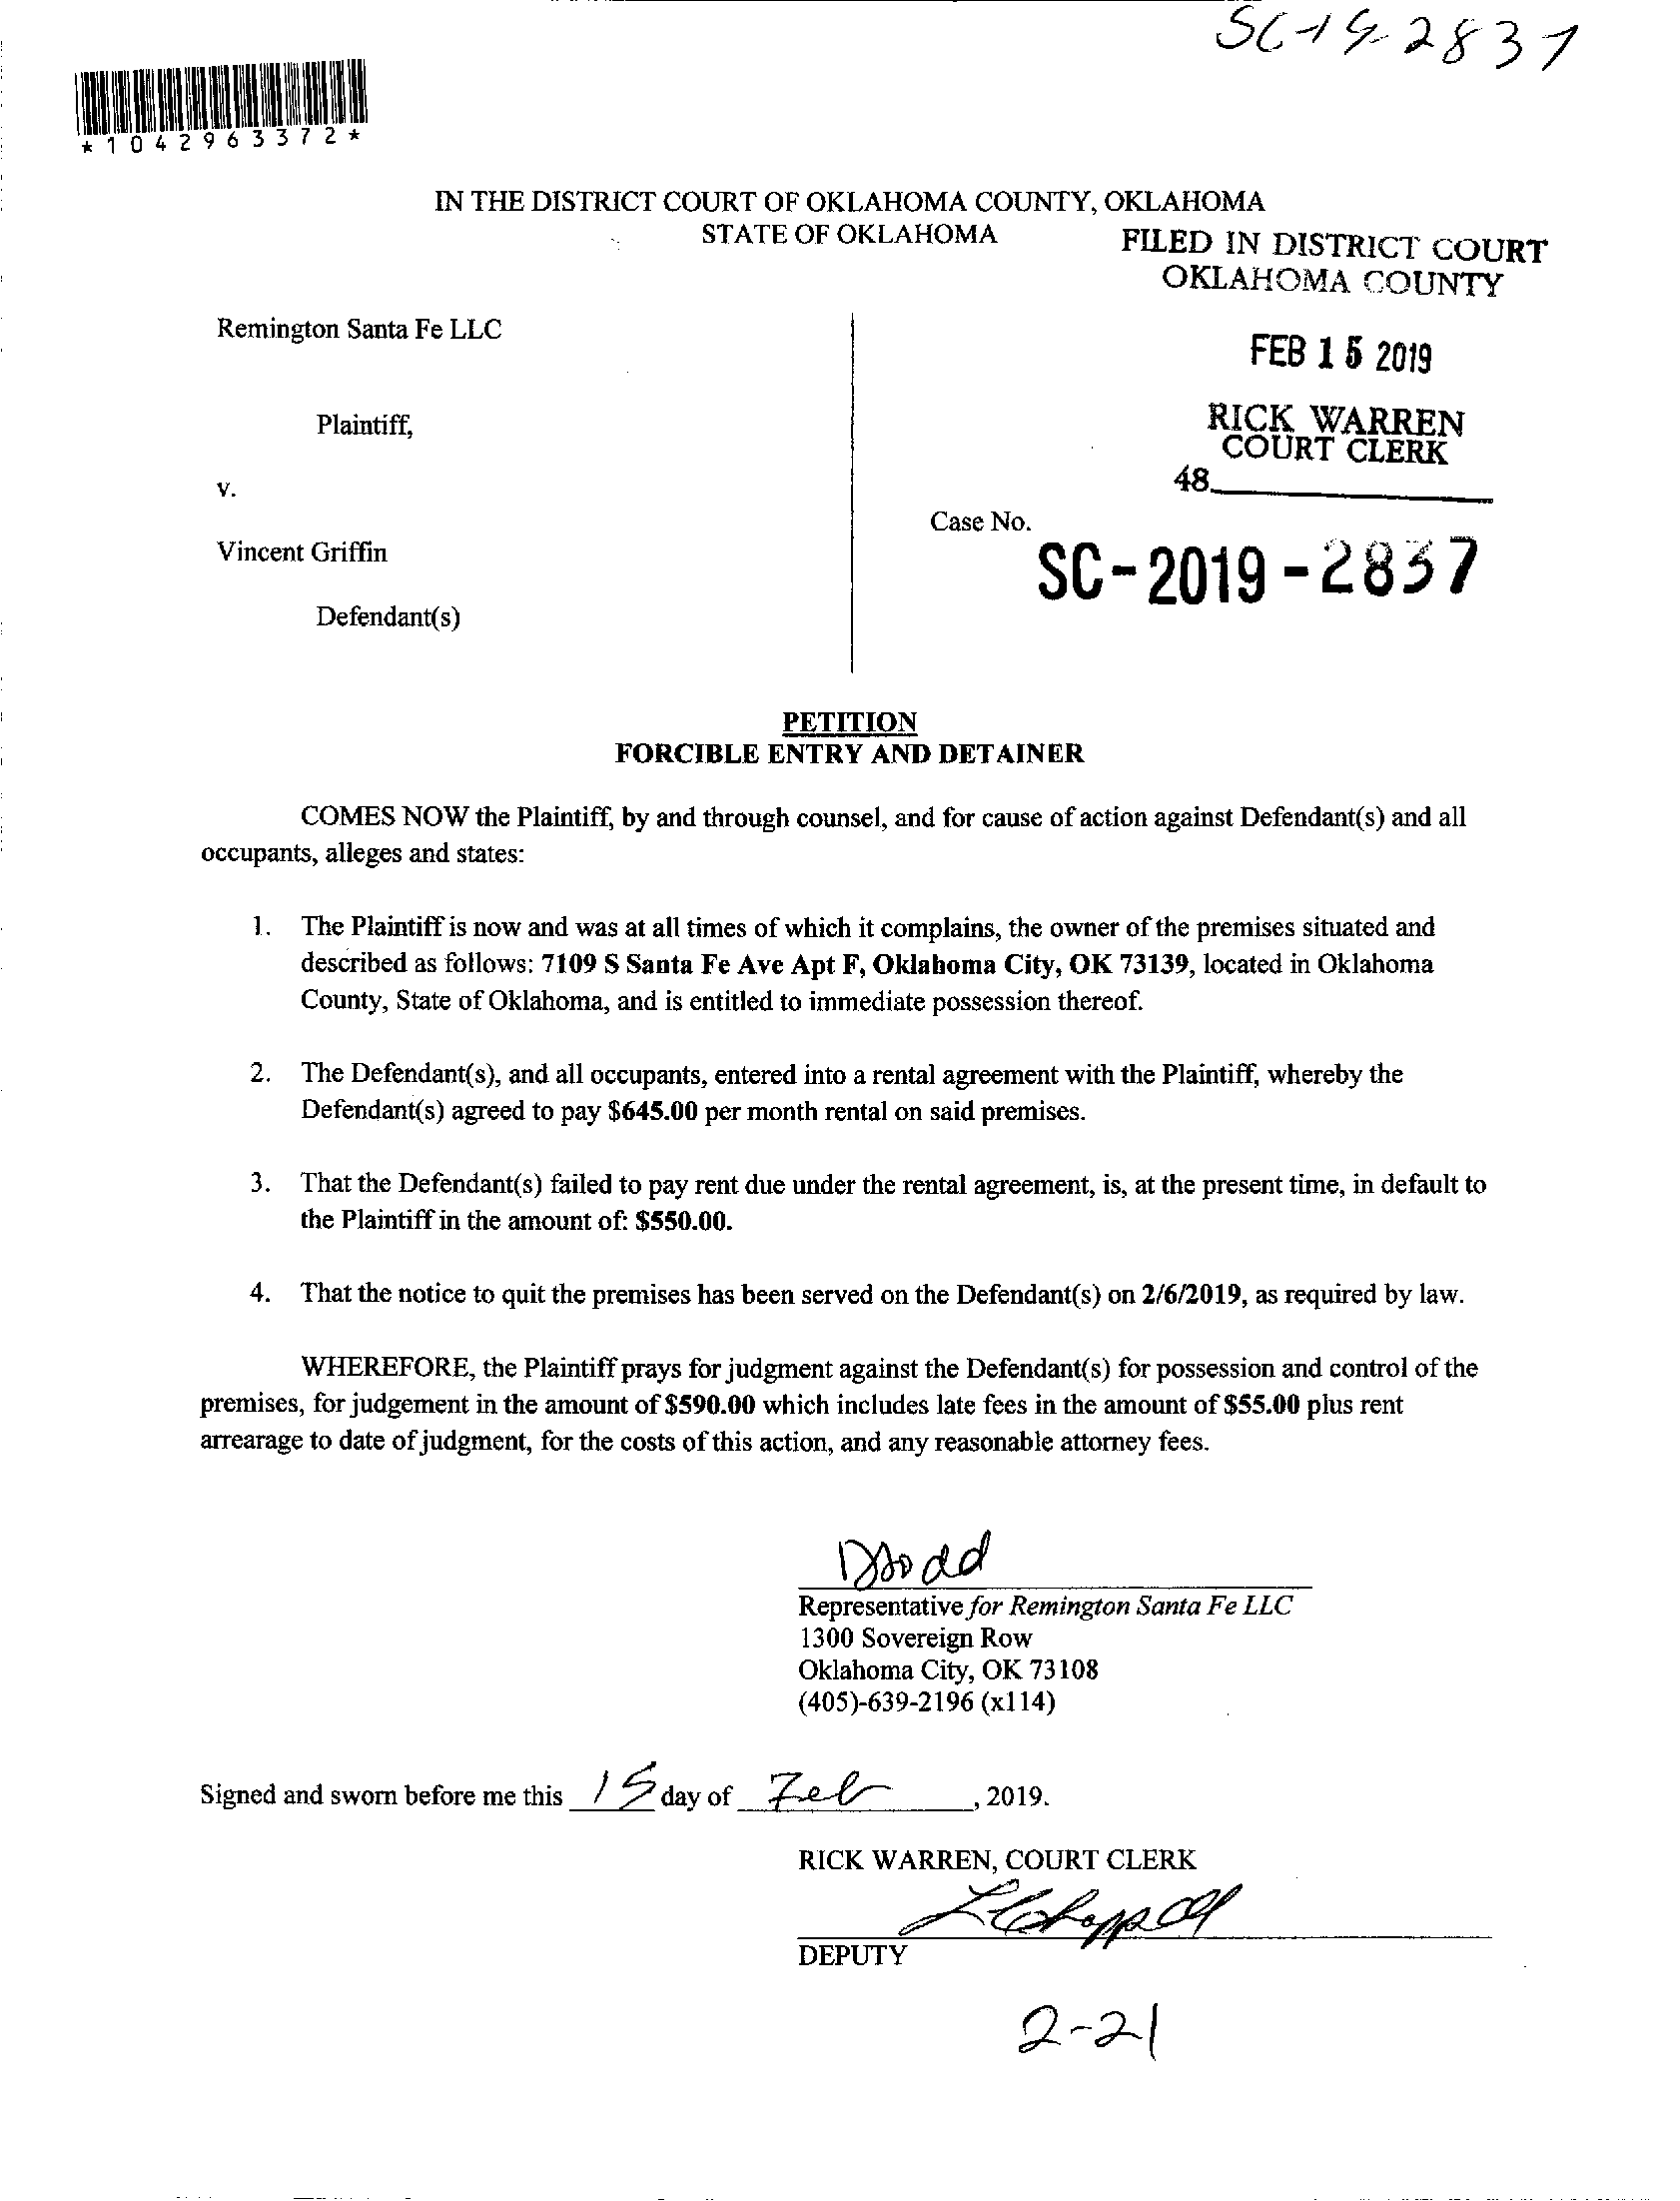 SC-19-2837
*1042963372*
IN THE DISTRICT COURT OF OKLAHOMA COUNTY, OKLAHOMA
STATE OF OKLAHOMA
FILED IN DISTRICT COURT
OKLAHOMA COUNTY
Remington Santa Fe LLC
FEB 15 2019
Plaintiff,
RICK WARREN
COURT CLERK
48
v.
Case No.
Vincent Griffin
SC-2019-2837
Defendant(s)
PETITION
FORCIBLE ENTRY AND DETAINER
COMES NOW the Plaintiff, by and through counsel, and for cause of action against Defendant(s) and all
occupants, alleges and states:
1. The Plaintiff is now and was at all times of which it complains, the owner of the premises situated and
described as follows: 7109 S Santa Fe Ave Apt F, Oklahoma City, OK 73139, located in Oklahoma
County, State of Oklahoma, and is entitled to immediate possession thereof.
2. The Defendant(s), and all occupants, entered into a rental agreement with the Plaintiff, whereby the
Defendant(s) agreed to pay $645.00 per month rental on said premises.
3. That the Defendant(s) failed to pay rent due under the rental agreement, is, at the present time, in default to
the Plaintiff in the amount of: $550.00.
4. That the notice to quit the premises has been served on the Defendant(s) on 2/6/2019, as required by law.
WHEREFORE, the Plaintiff prays for judgment against the Defendant(s) for possession and control of the
premises, for judgement in the amount of $590.00 which includes late fees in the amount of $55.00 plus rent
arrearage to date of judgment, for the costs of this action, and any reasonable attorney fees.
Representative for Remington Santa Fe LLC
1300 Sovereign Row
Oklahoma City, OK 73108
(405)-639-2196 (x114)
Signed and sworn before me this 15 day of Feb, 2019.
RICK WARREN, COURT CLERK
DEPUTY
2-21